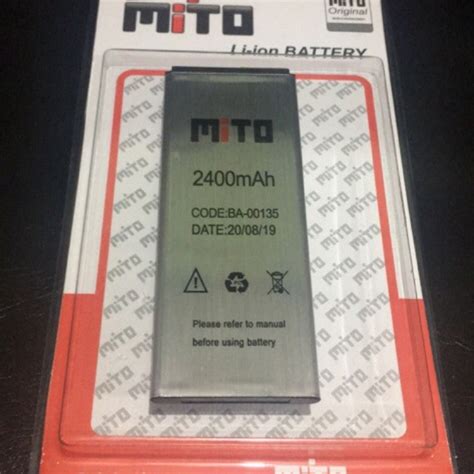 MiTO
MiTO
Original
Li-ion BATTERY
MiTO
2400mAh
CODE:BA-00135
DATE:20/08/19
Please refer to manual
before using battery
MiTO